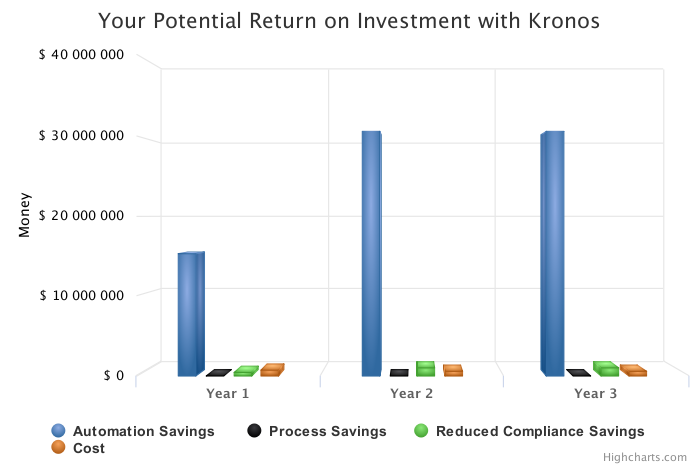 Your Potential Return on Investment with Kronos
$ 40 000 000
$ 30 000 000
$ 20 000 000
$ 10 000 000
$ 0
Money
Year 1 Year 2 Year 3
Automation Savings Process Savings Reduced Compliance Savings
Cost
Highcharts.com